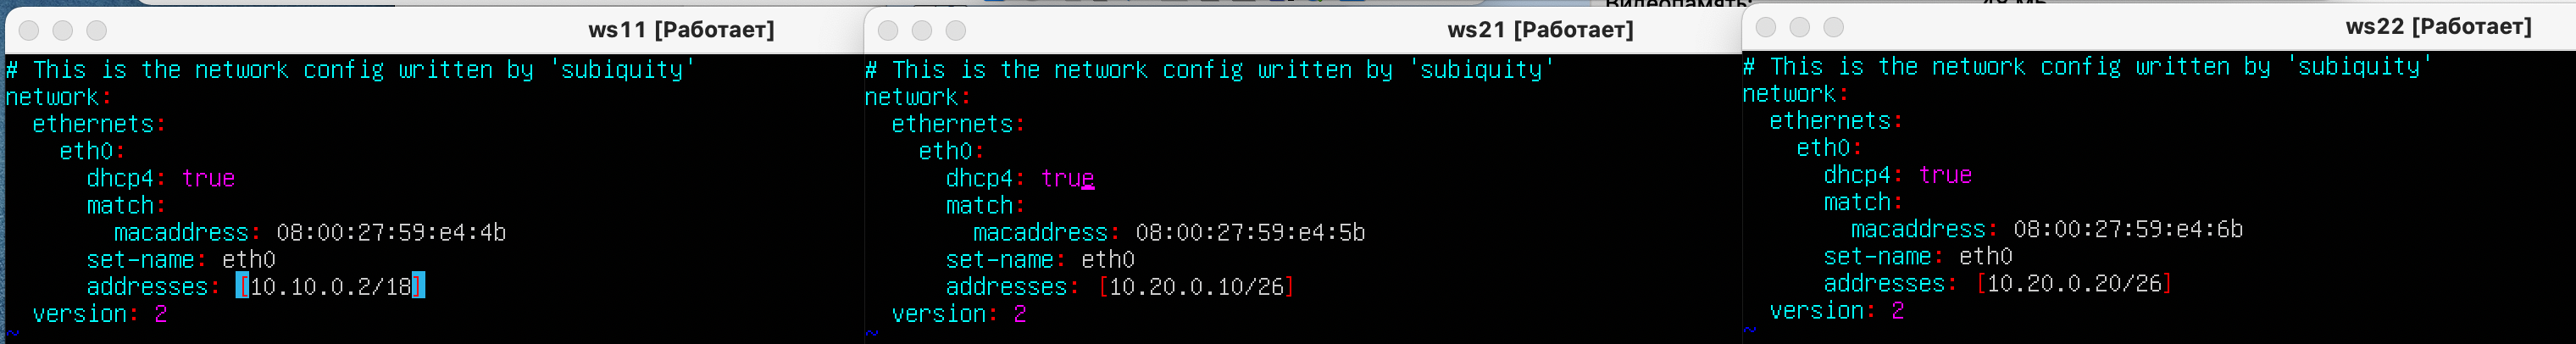 Видеопамять:
48 МБ
ws11 [Работает]
# This is the network config written by 'subiquity'
network:
  ethernets:
    eth0:
      dhcp4: true
      match:
        macaddress: 08:00:27:59:e4:4b
      set-name: eth0
      addresses: [10.10.0.2/18]
  version: 2
~
ws21 [Работает]
# This is the network config written by 'subiquity'
network:
  ethernets:
    eth0:
      dhcp4: true
      match:
        macaddress: 08:00:27:59:e4:5b
      set-name: eth0
      addresses: [10.20.0.10/26]
  version: 2
~
ws22 [Работает]
# This is the network config written by 'subiquity'
network:
  ethernets:
    eth0:
      dhcp4: true
      match:
        macaddress: 08:00:27:59:e4:6b
      set-name: eth0
      addresses: [10.20.0.20/26]
  version: 2
~